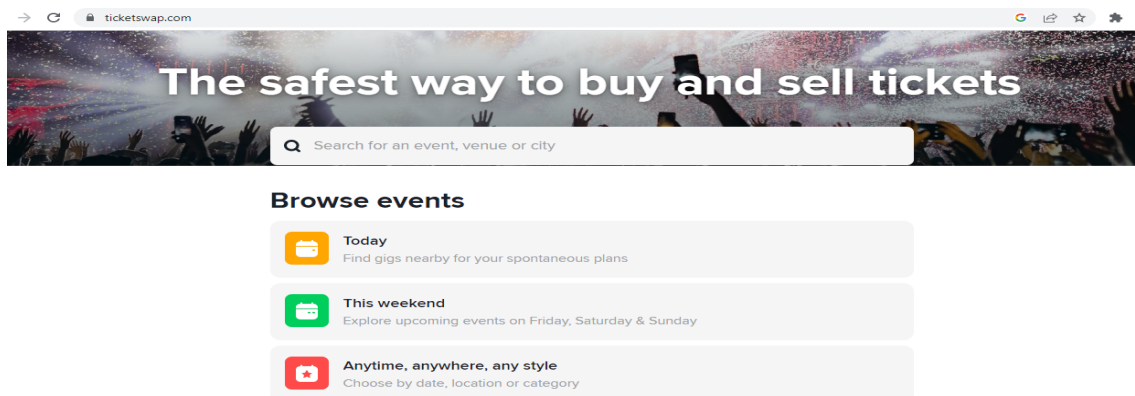 ticketswap.com
The safest way to buy and sell tickets
Search for an event, venue or city
Browse events
Today
Find gigs nearby for your spontaneous plans
This weekend
Explore upcoming events on Friday, Saturday & Sunday
Anytime, anywhere, any style
Choose by date, location or category